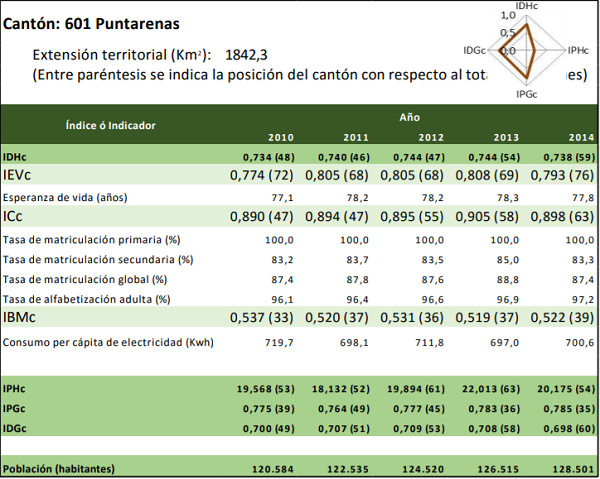 Cantón: 601 Puntarenas
IDHc
1,0
0,5
0,0
IDGc
IPHc
IPGc
Extensión territorial (Km²): 1842,3
(Entre paréntesis se indica la posición del cantón con respecto al
Índice ó Indicador Año
2010 2011 2012 2013 2014
IDHc 0,734 (48) 0,740 (46) 0,744 (47) 0,744 (54) 0,738 (59)
IEVc 0,774 (72) 0,805 (68) 0,805 (68) 0,808 (69) 0,793 (76)
Esperanza de vida (años) 77,1 78,2 78,2 78,3 77,8
ICc 0,890 (47) 0,894 (47) 0,895 (55) 0,905 (58) 0,898 (63)
Tasa de matriculación primaria (%) 100,0 100,0 100,0 100,0 100,0
Tasa de matriculación secundaria (%) 83,2 83,7 83,5 85,0 83,3
Tasa de matriculación global (%) 87,4 87,8 87,6 88,8 87,4
Tasa de alfabetización adulta (%) 96,1 96,4 96,6 96,9 97,2
IBMc 0,537 (33) 0,520 (37) 0,531 (36) 0,519 (37) 0,522 (39)
Consumo per cápita de electricidad (Kwh) 719,7 698,1 711,8 697,0 700,6
IPHc 19,568 (53) 18,132 (52) 19,894 (61) 22,013 (63) 20,175 (54)
IPGc 0,775 (39) 0,764 (49) 0,777 (45) 0,783 (36) 0,785 (35)
IDGc 0,700 (49) 0,707 (51) 0,709 (53) 0,708 (58) 0,698 (60)
Población (habitantes) 120.584 122.535 124.520 126.515 128.501